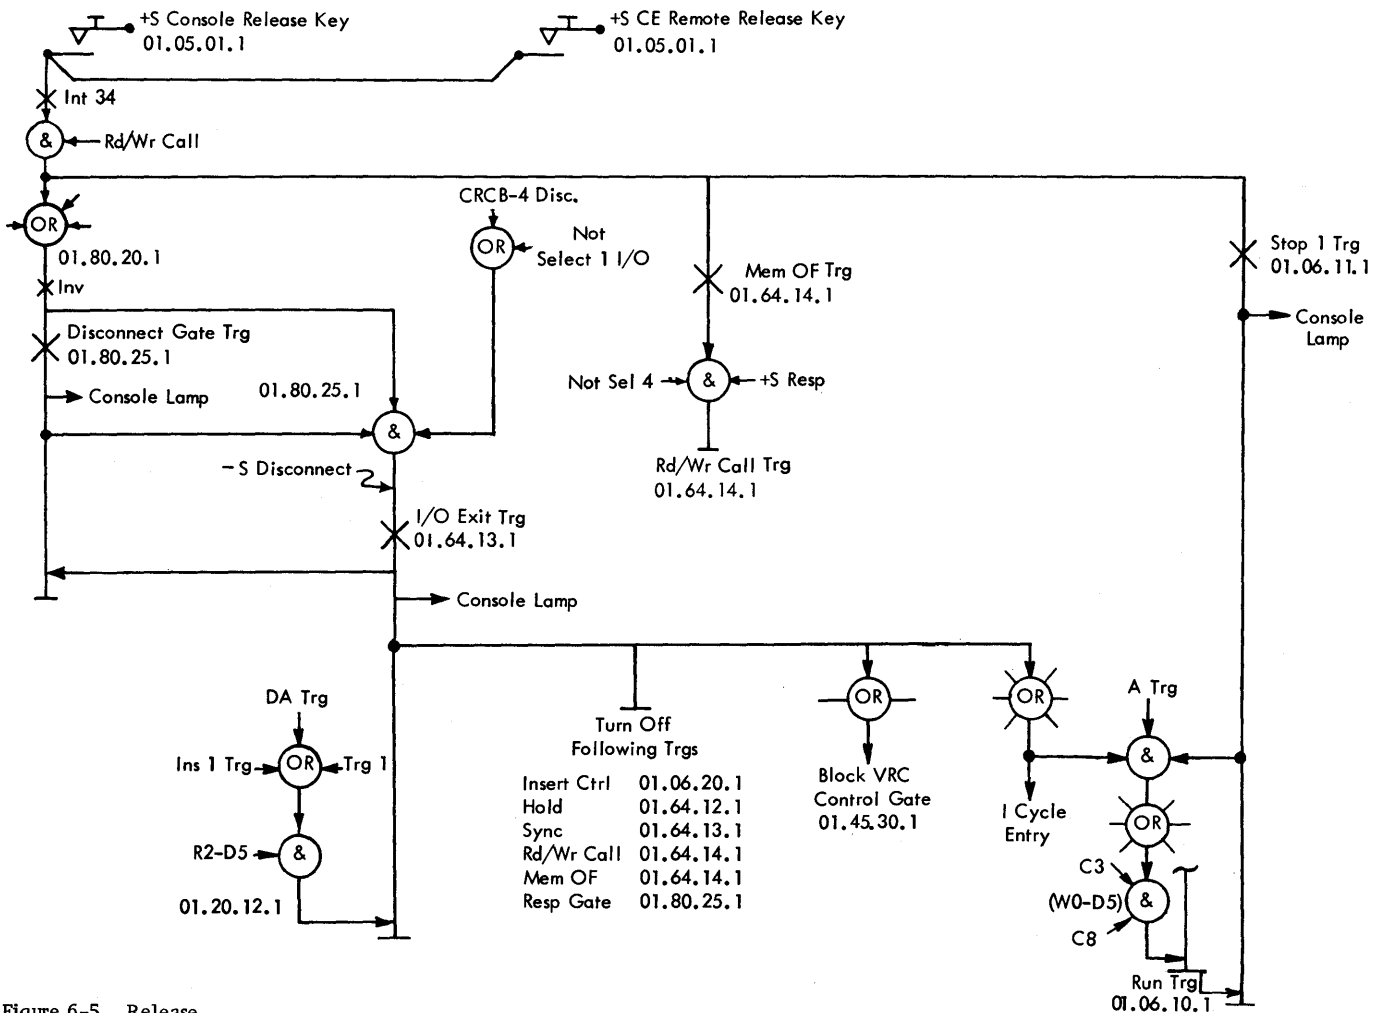 +S Console Release Key
01.05.01.1
+S CE Remote Release Key
01.05.01.1
Int 34
&
Rd/Wr Call
OR
01.80.20.1
Inv
CRCB-4 Disc.
OR
Not
Select 1 I/O
Mem OF Trg
01.64.14.1
Stop 1 Trg
01.06.11.1
Console
Lamp
Disconnect Gate Trg
01.80.25.1
Console Lamp
01.80.25.1
&
Not Sel 4
&
+S Resp
Rd/Wr Call Trg
01.64.14.1
-S Disconnect
I/O Exit Trg
01.64.13.1
Console Lamp
DA Trg
Ins 1 Trg
OR
Trg 1
R2-D5
&
01.20.12.1
Turn Off
Following Trgs
Insert Ctrl 01.06.20.1
Hold 01.64.12.1
Sync 01.64.13.1
Rd/Wr Call 01.64.14.1
Mem OF 01.64.14.1
Resp Gate 01.80.25.1
OR
Block VRC
Control Gate
01.45.30.1
OR
I Cycle
Entry
A Trg
&
OR
C3
(W0-D5)
&
C8
Run Trg
01.06.10.1
Figure 6-5 Release